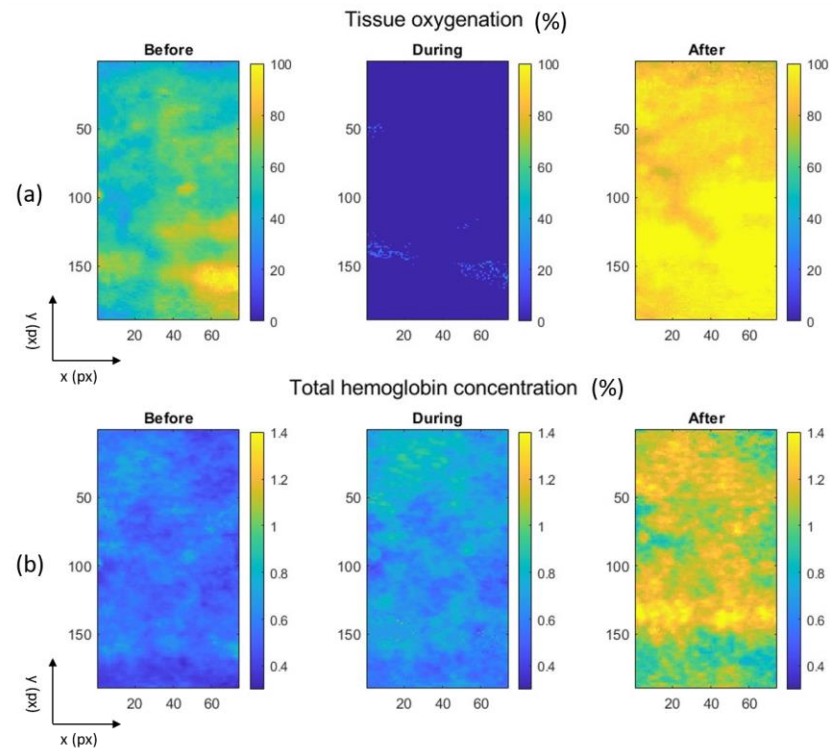 Tissue oxygenation (%)
Before
During
After
100
80
60
40
20
0
50
100
150
20 40 60
100
80
60
40
20
0
50
100
150
20 40 60
100
80
60
40
20
0
50
100
150
20 40 60
(a)
y (px)
x (px)
Total hemoglobin concentration (%)
Before
During
After
1.4
1.2
1
0.8
0.6
0.4
50
100
150
20 40 60
1.4
1.2
1
0.8
0.6
0.4
50
100
150
20 40 60
1.4
1.2
1
0.8
0.6
0.4
50
100
150
20 40 60
(b)
y (px)
x (px)